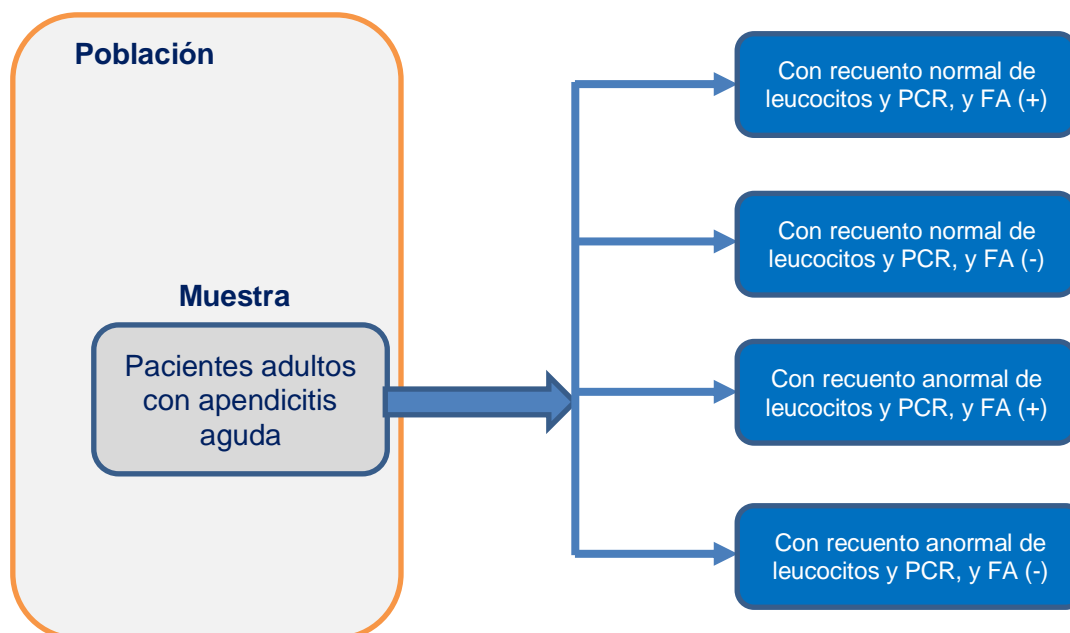 Población
Muestra
Pacientes adultos
con apendicitis
aguda
Con recuento normal de
leucocitos y PCR, y FA (+)
Con recuento normal de
leucocitos y PCR, y FA (-)
Con recuento anormal de
leucocitos y PCR, y FA (+)
Con recuento anormal de
leucocitos y PCR, y FA (-)